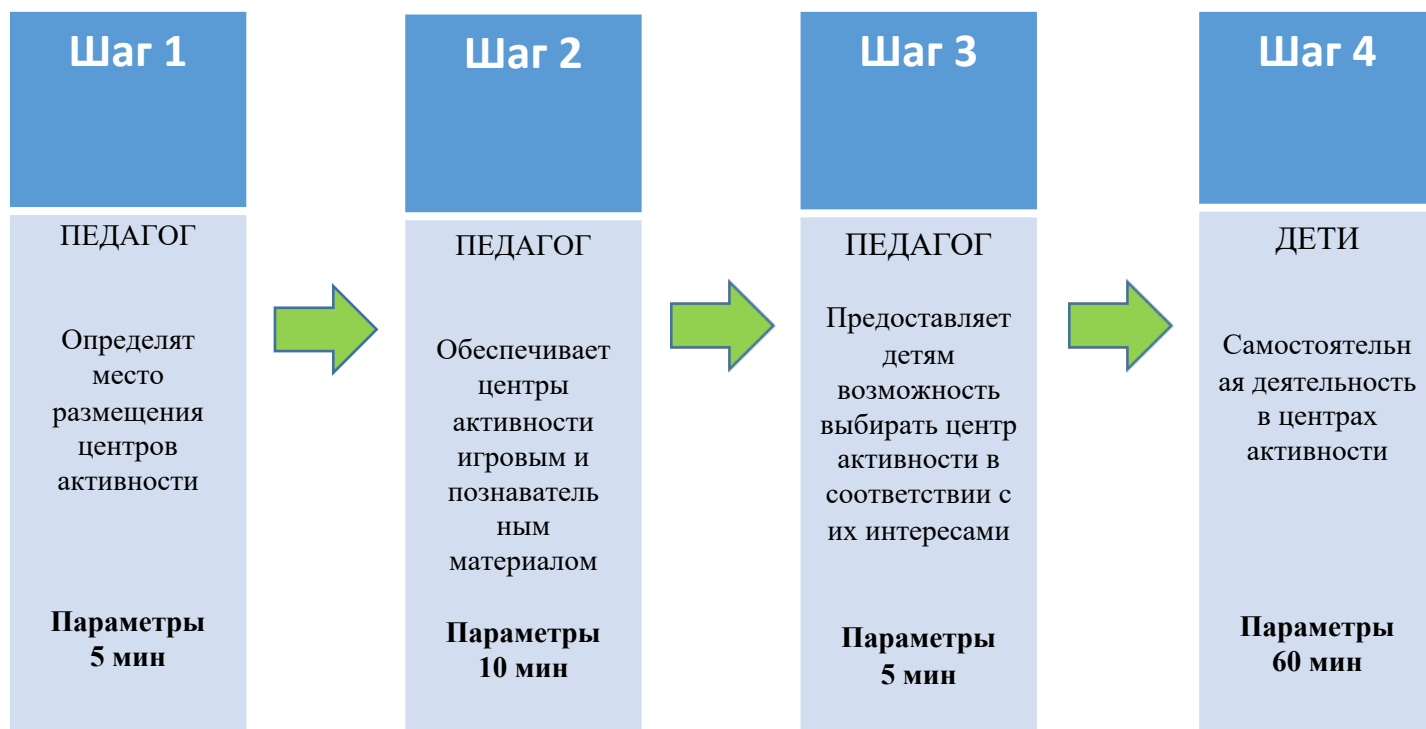 Шаг 1
ПЕДАГОГ
Определят
место
размещения
центров
активности
Параметры
5 мин
Шаг 2
ПЕДАГОГ
Обеспечивает
центры
активности
игровым и
познаватель
ным
материалом
Параметры
10 мин
Шаг 3
ПЕДАГОГ
Предоставляет
детям
возможность
выбирать центр
активности в
соответствии с
их интересами
Параметры
5 мин
Шаг 4
ДЕТИ
Самостоятельн
ая деятельность
в центрах
активности
Параметры
60 мин